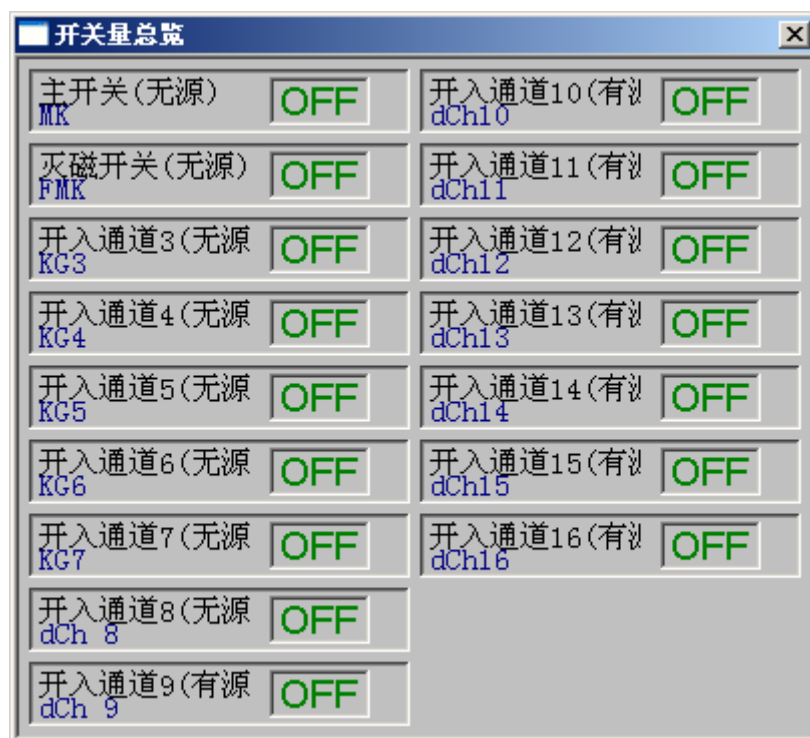 开关量总览
主开关(无源)
MK
OFF
灭磁开关(无源)
FMK
OFF
开入通道3(无源
KG3
OFF
开入通道4(无源
KG4
OFF
开入通道5(无源
KG5
OFF
开入通道6(无源
KG6
OFF
开入通道7(无源
KG7
OFF
开入通道8(无源
dCh 8
OFF
开入通道9(有源
dCh 9
OFF
开入通道10(有
dCh10
OFF
开入通道11(有
dCh11
OFF
开入通道12(有
dCh12
OFF
开入通道13(有
dCh13
OFF
开入通道14(有
dCh14
OFF
开入通道15(有
dCh15
OFF
开入通道16(有
dCh16
OFF